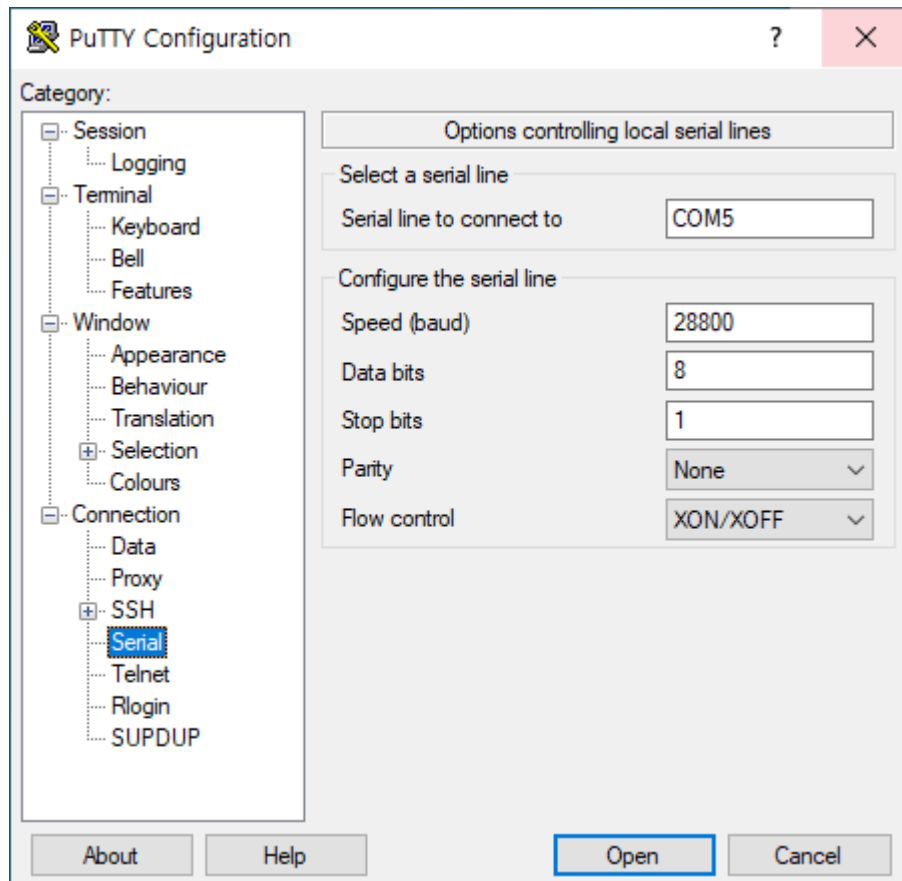 PuTTY Configuration
?
Category:
Session
Logging
Terminal
Keyboard
Bell
Features
Window
Appearance
Behaviour
Translation
Selection
Colours
Connection
Data
Proxy
SSH
Serial
Telnet
Rlogin
SUPDUP
Options controlling local serial lines
Select a serial line
Serial line to connect to COM5
Configure the serial line
Speed (baud) 28800
Data bits 8
Stop bits 1
Parity None
Flow control XON/XOFF
About Help Open Cancel